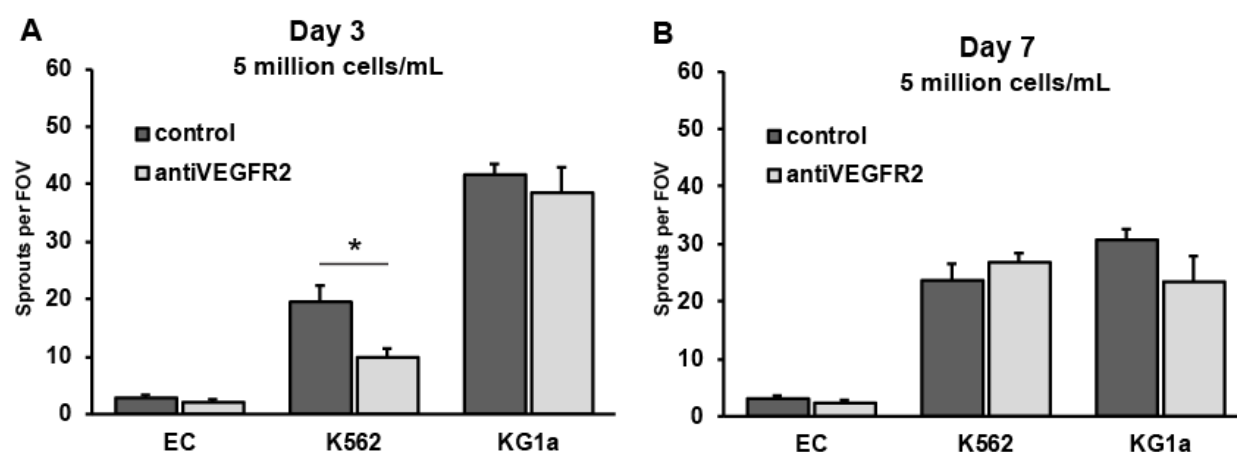 A
Day 3
5 million cells/mL
60
50
40
30
20
10
0
Sprouts per FOV
control
antiVEGFR2
*
EC K562 KG1a
B
Day 7
5 million cells/mL
60
50
40
30
20
10
0
Sprouts per FOV
control
antiVEGFR2
EC K562 KG1a